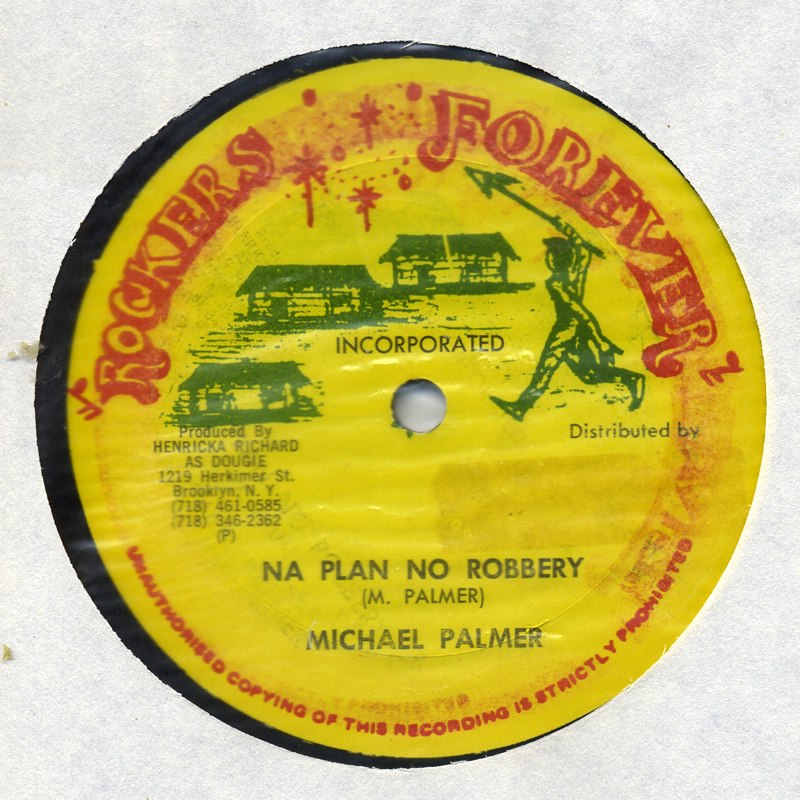 ROCKERS FOREVER
INCORPORATED
Produced By
HENRICKA RICHARD
AS DOUGIE
1219 Herkimer St.
Brooklyn, N. Y.
(718) 461-0585
(718) 346-2362
(P)
Distributed by
NA PLAN NO ROBBERY
(M. PALMER)
MICHAEL PALMER
UNAUTHORISED COPYING OF THIS RECORDING IS STRICTLY PROHIBITED